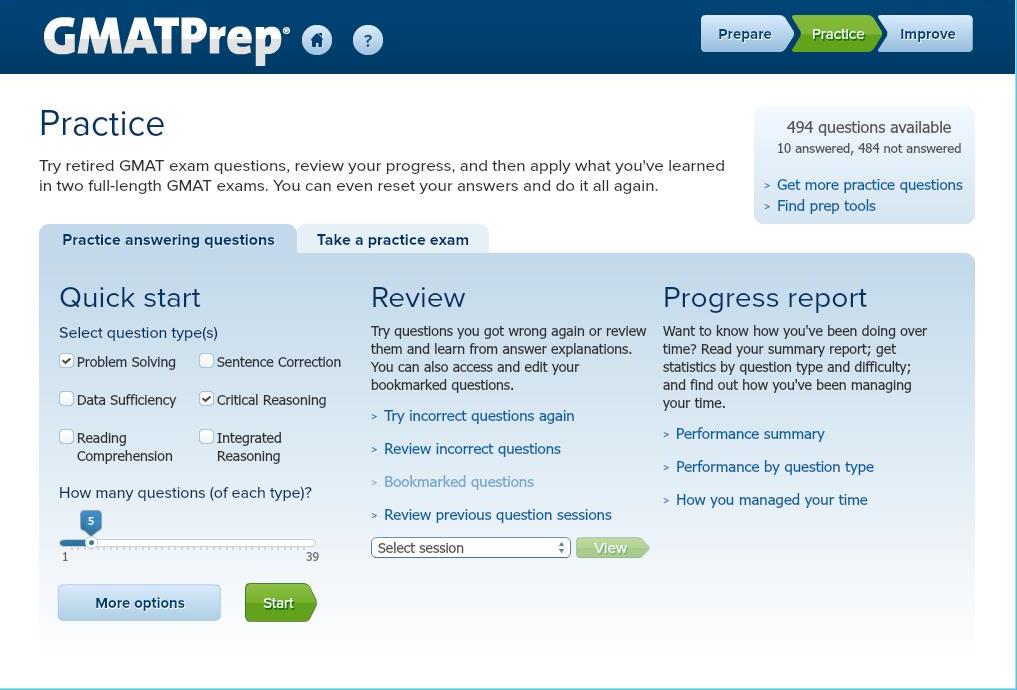 GMATPrep®
?
Prepare
Practice
Improve
Practice
Try retired GMAT exam questions, review your progress, and then apply what you've learned
in two full-length GMAT exams. You can even reset your answers and do it all again.
494 questions available
10 answered, 484 not answered
> Get more practice questions
> Find prep tools
Practice answering questions
Take a practice exam
Quick start
Select question type(s)
Problem Solving
Sentence Correction
Data Sufficiency
Critical Reasoning
Reading
Comprehension
Integrated
Reasoning
How many questions (of each type)?
5
1
39
More options
Start
Review
Try questions you got wrong again or review
them and learn from answer explanations.
You can also access and edit your
bookmarked questions.
> Try incorrect questions again
> Review incorrect questions
> Bookmarked questions
> Review previous question sessions
Select session
View
Progress report
Want to know how you've been doing over
time? Read your summary report; get
statistics by question type and difficulty;
and find out how you've been managing
your time.
> Performance summary
> Performance by question type
> How you managed your time